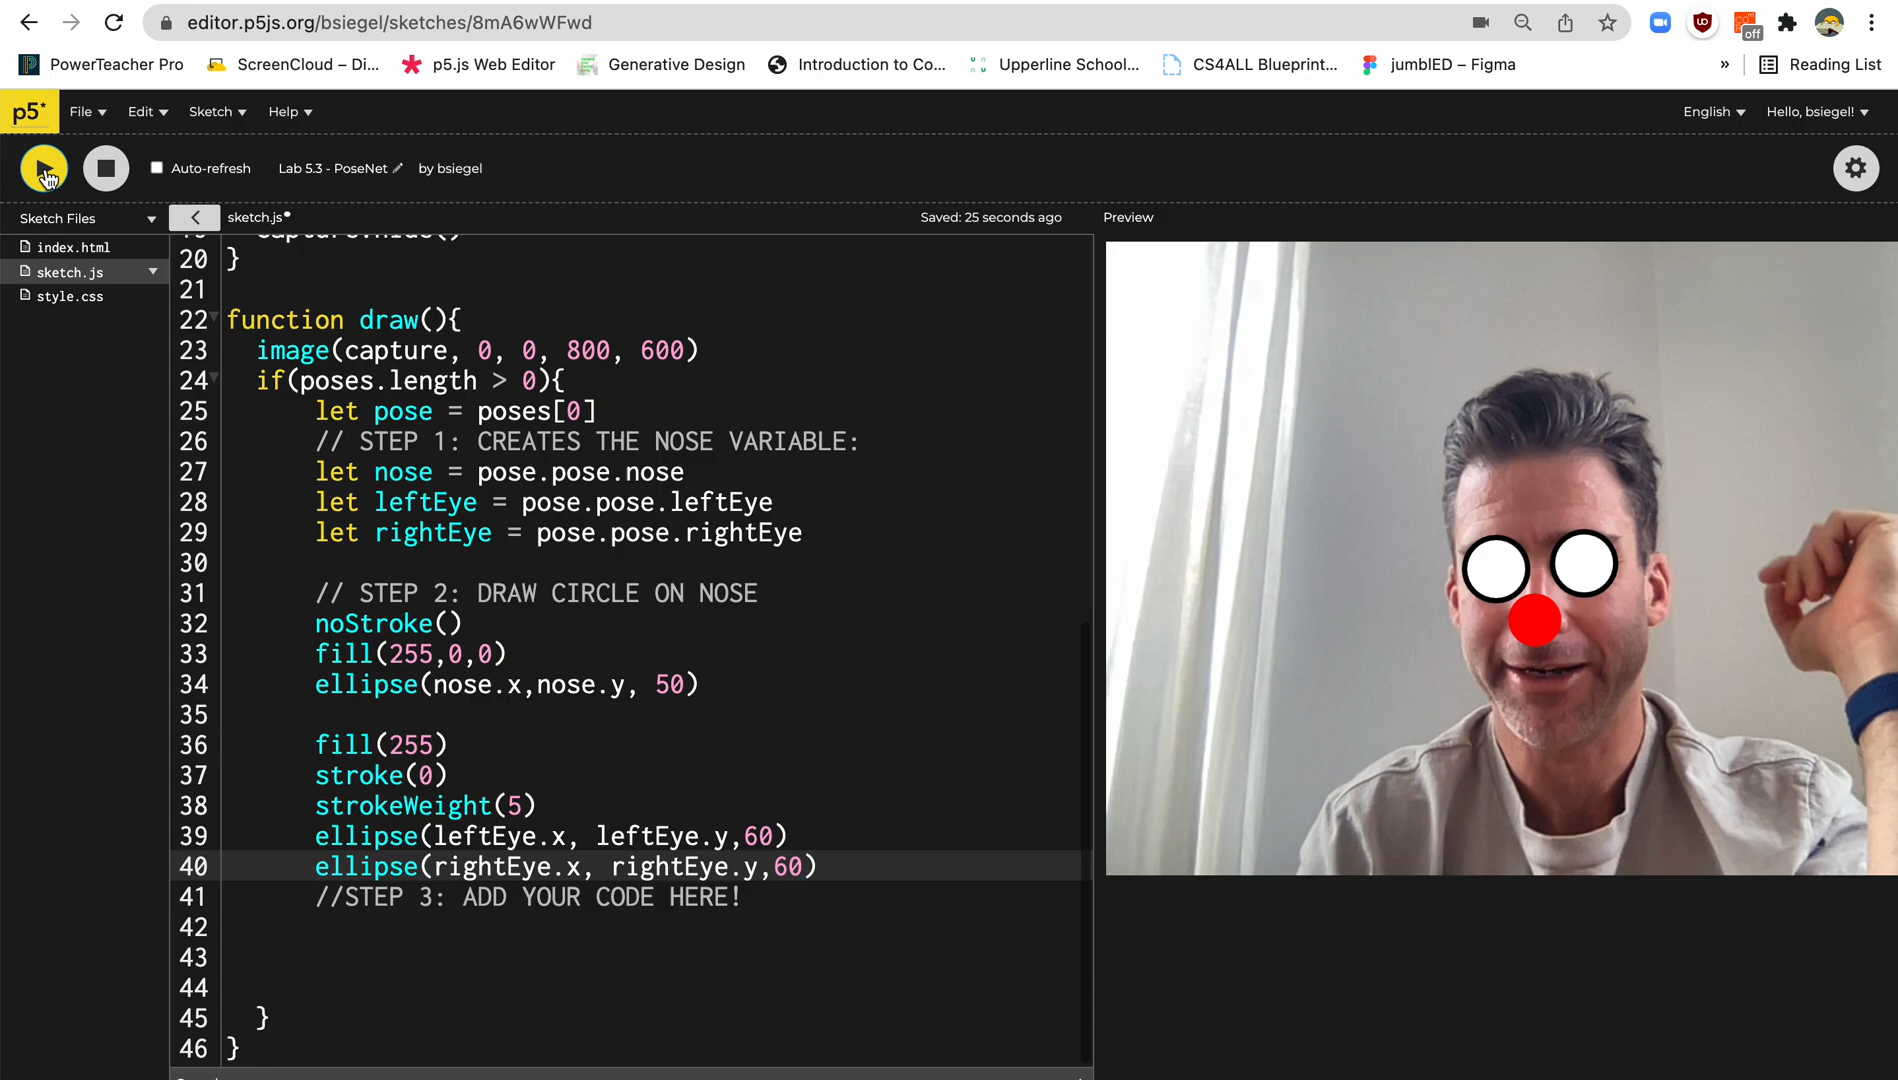 editor.p5js.org/bsiegel/sketches/8mA6wWFwd
off
PowerTeacher Pro ScreenCloud – Di... p5.js Web Editor Generative Design Introduction to Co... Upperline School... CS4ALL Blueprint... jumblED – Figma » Reading List
p5* File Edit Sketch Help English Hello, bsiegel!
Auto-refresh Lab 5.3 - PoseNet by bsiegel
Sketch Files sketch.js Saved: 25 seconds ago Preview
index.html
sketch.js
style.css
20 }
21
22 function draw(){
23 image(capture, 0, 0, 800, 600)
24 if(poses.length > 0){
25 let pose = poses[0]
26 // STEP 1: CREATES THE NOSE VARIABLE:
27 let nose = pose.pose.nose
28 let leftEye = pose.pose.leftEye
29 let rightEye = pose.pose.rightEye
30
31 // STEP 2: DRAW CIRCLE ON NOSE
32 noStroke()
33 fill(255,0,0)
34 ellipse(nose.x,nose.y, 50)
35
36 fill(255)
37 stroke(0)
38 strokeWeight(5)
39 ellipse(leftEye.x, leftEye.y,60)
40 ellipse(rightEye.x, rightEye.y,60)
41 //STEP 3: ADD YOUR CODE HERE!
42
43
44
45 }
46 }